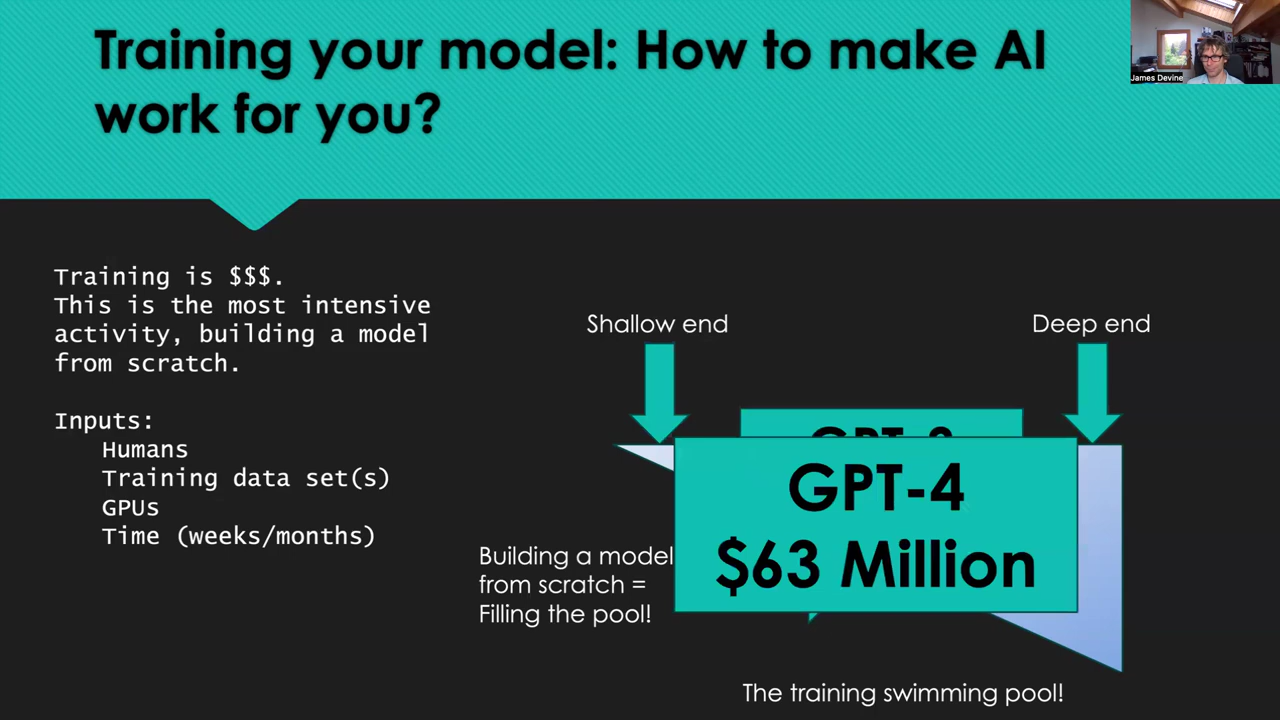 Training your model: How to make AI
work for you?
James Devine
Training is $$$.
This is the most intensive
activity, building a model
from scratch.
Inputs:
Humans
Training data set(s)
GPUs
Time (weeks/months)
Shallow end
Deep end
GPT-4
$63 Million
Building a model
from scratch =
Filling the pool!
The training swimming pool!